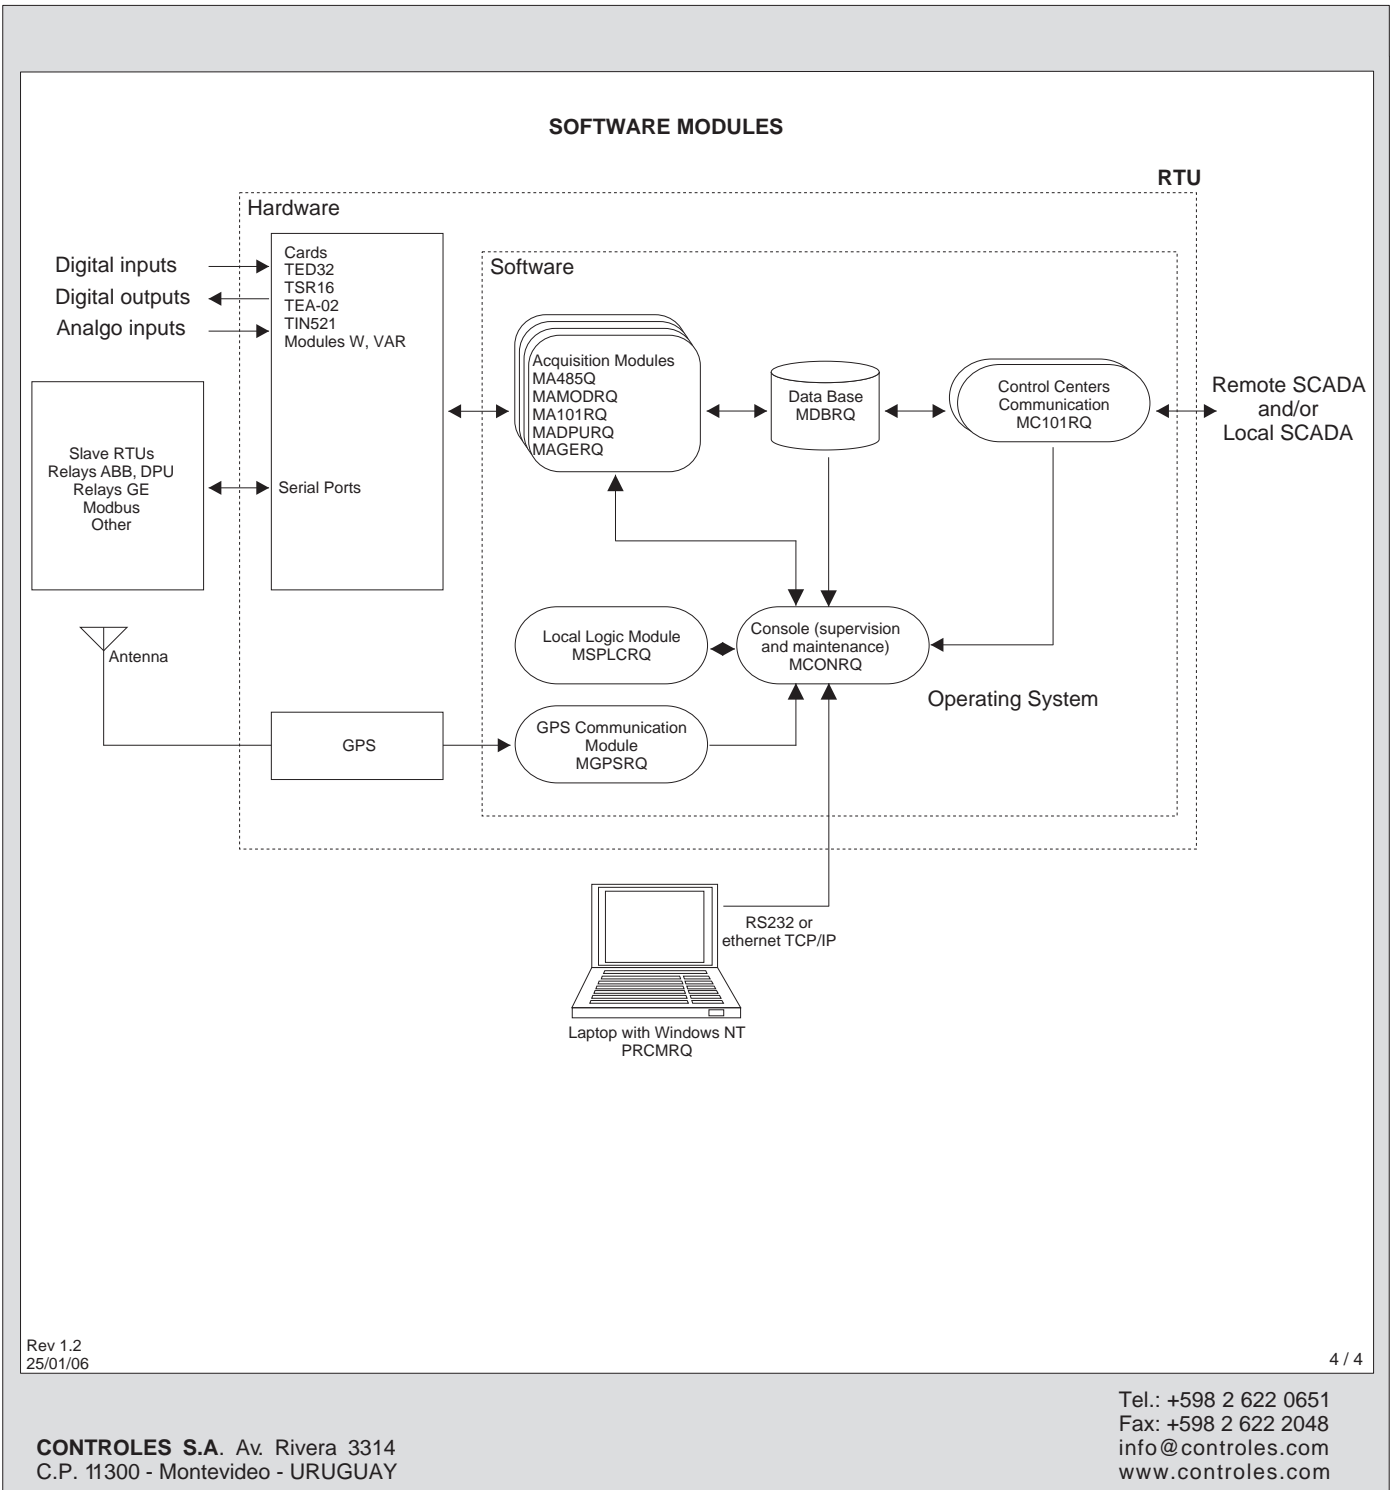 SOFTWARE MODULES
RTU
Hardware
Digital inputs
Digital outputs
Analgo inputs
Cards
TED32
TSR16
TEA-02
TIN521
Modules W, VAR
Serial Ports
Slave RTUs
Relays ABB, DPU
Relays GE
Modbus
Other
Software
Acquisition Modules
MA485Q
MAMODRQ
MA101RQ
MADPURQ
MAGERQ
Data Base
MDBRQ
Control Centers
Communication
MC101RQ
Remote SCADA
and/or
Local SCADA
Local Logic Module
MSPLCRQ
Console (supervision
and maintenance)
MCONRQ
Operating System
Antenna
GPS
GPS Communication
Module
MGPSRQ
RS232 or
ethernet TCP/IP
Laptop with Windows NT
PRCMRQ
Rev 1.2
25/01/06
4 / 4
CONTROLES S.A. Av. Rivera 3314
C.P. 11300 - Montevideo - URUGUAY
Tel.: +598 2 622 0651
Fax: +598 2 622 2048
info@controles.com
www.controles.com